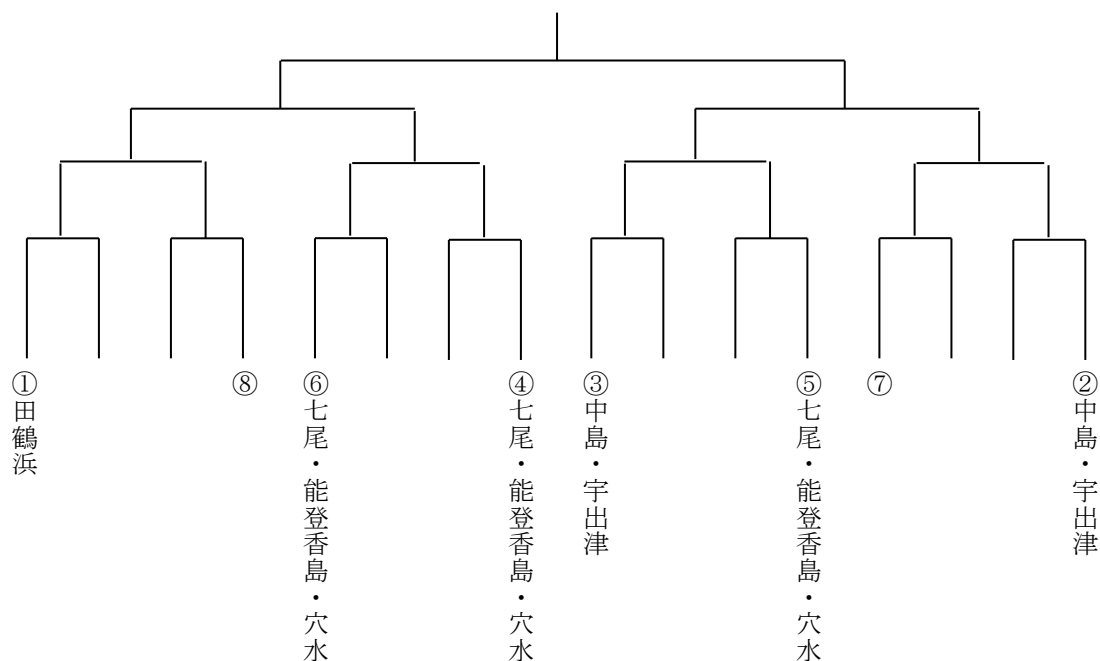 ①田鶴浜
⑧
⑥七尾・能登香島・穴水
④七尾・能登香島・穴水
③中島・宇出津
⑤七尾・能登香島・穴水
⑦
②中島・宇出津